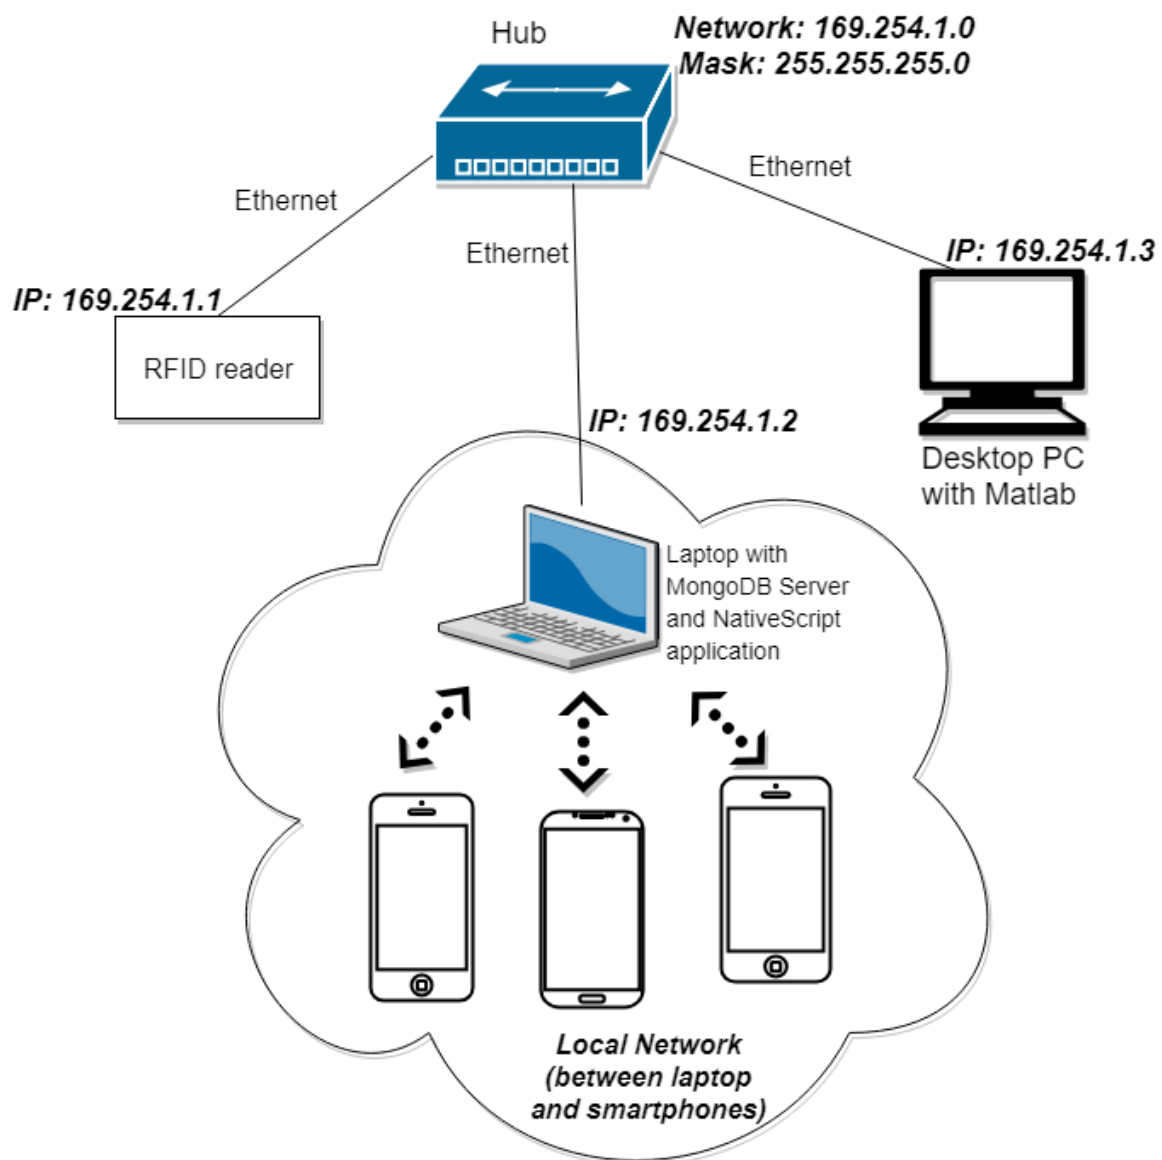 Hub
Network: 169.254.1.0
Mask: 255.255.255.0
Ethernet
Ethernet
Ethernet
IP: 169.254.1.3
IP: 169.254.1.1
RFID reader
IP: 169.254.1.2
Desktop PC
with Matlab
Laptop with
MongoDB Server
and NativeScript
application
Local Network
(between laptop
and smartphones)